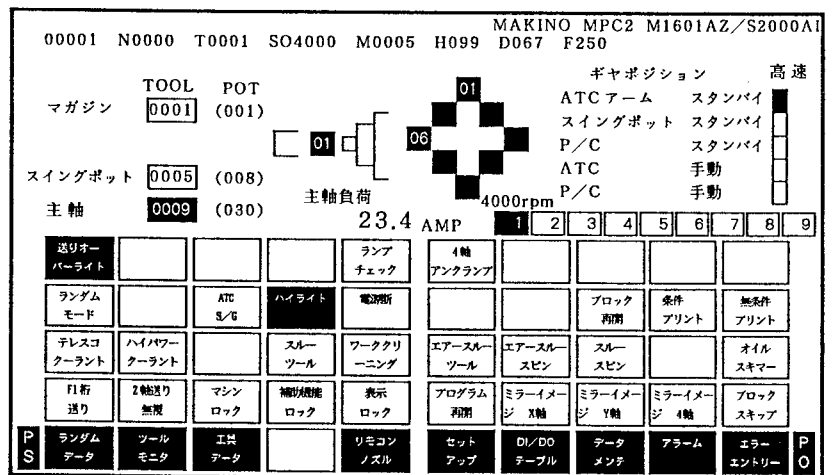 MAKINO MPC2 M1601AZ/S2000AI
00001 N0000 T0001 SO4000 M0005 H099 D067 F250
TOOL POT
マガジン 0001 (001)
スイングポット 0005 (008)
主軸 0009 (030)
01
01
06
主軸負荷
4000rpm
23.4 AMP
ギヤポジション 高速
ATCアーム スタンバイ
スイングポット スタンバイ
P/C スタンバイ
ATC 手動
P/C 手動
1 2 3 4 5 6 7 8 9
送りオー ランプ 4軸
バーライト チェック アンクランプ
ランダム ATC ハイライト 電源断 ブロック 条件 無条件
モード S/G 再開 プリント プリント
テレスコ ハイパワー スルー ワーククリ エアースルー エアースルー スルー オイル
クーラント クーラント ツール ーニング ツール スピン スピン スキマー
F1桁 2軸送り マシン 補助機能 表示 プログラム ミラーイメー ミラーイメー ミラーイメー ブロック
送り 無視 ロック ロック ロック 再開 ジ X軸 ジ Y軸 ジ 4軸 スキップ
P ランダム ツール 工具 リモコン セット DI/DO データ アラーム エラー P
S データ モニタ データ ノズル アップ テーブル メンテ エントリー O